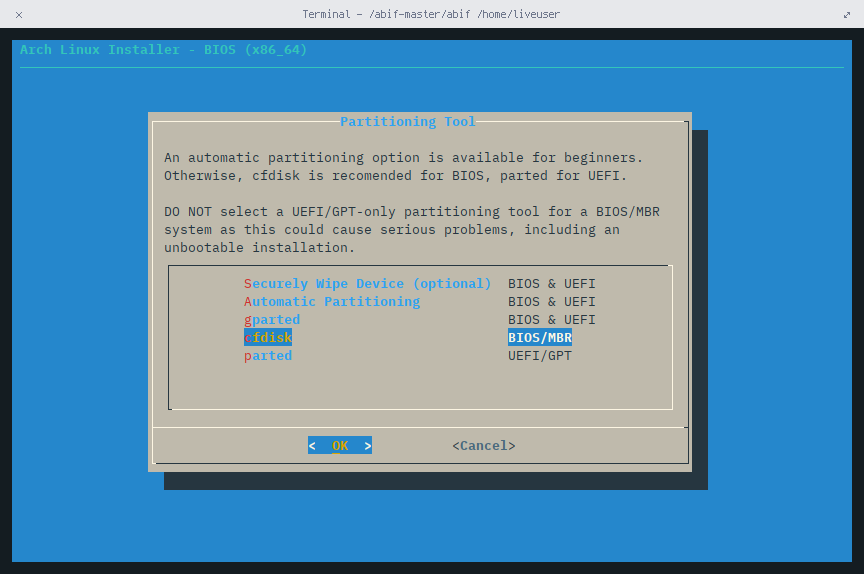 Terminal - /abif-master/abif /home/liveuser
Arch Linux Installer - BIOS (x86_64)
Partitioning Tool
An automatic partitioning option is available for beginners.
Otherwise, cfdisk is recomended for BIOS, parted for UEFI.
DO NOT select a UEFI/GPT-only partitioning tool for a BIOS/MBR
system as this could cause serious problems, including an
unbootable installation.
Securely Wipe Device (optional) BIOS & UEFI
Automatic Partitioning BIOS & UEFI
gparted BIOS & UEFI
cfdisk BIOS/MBR
parted UEFI/GPT
< OK > <Cancel>